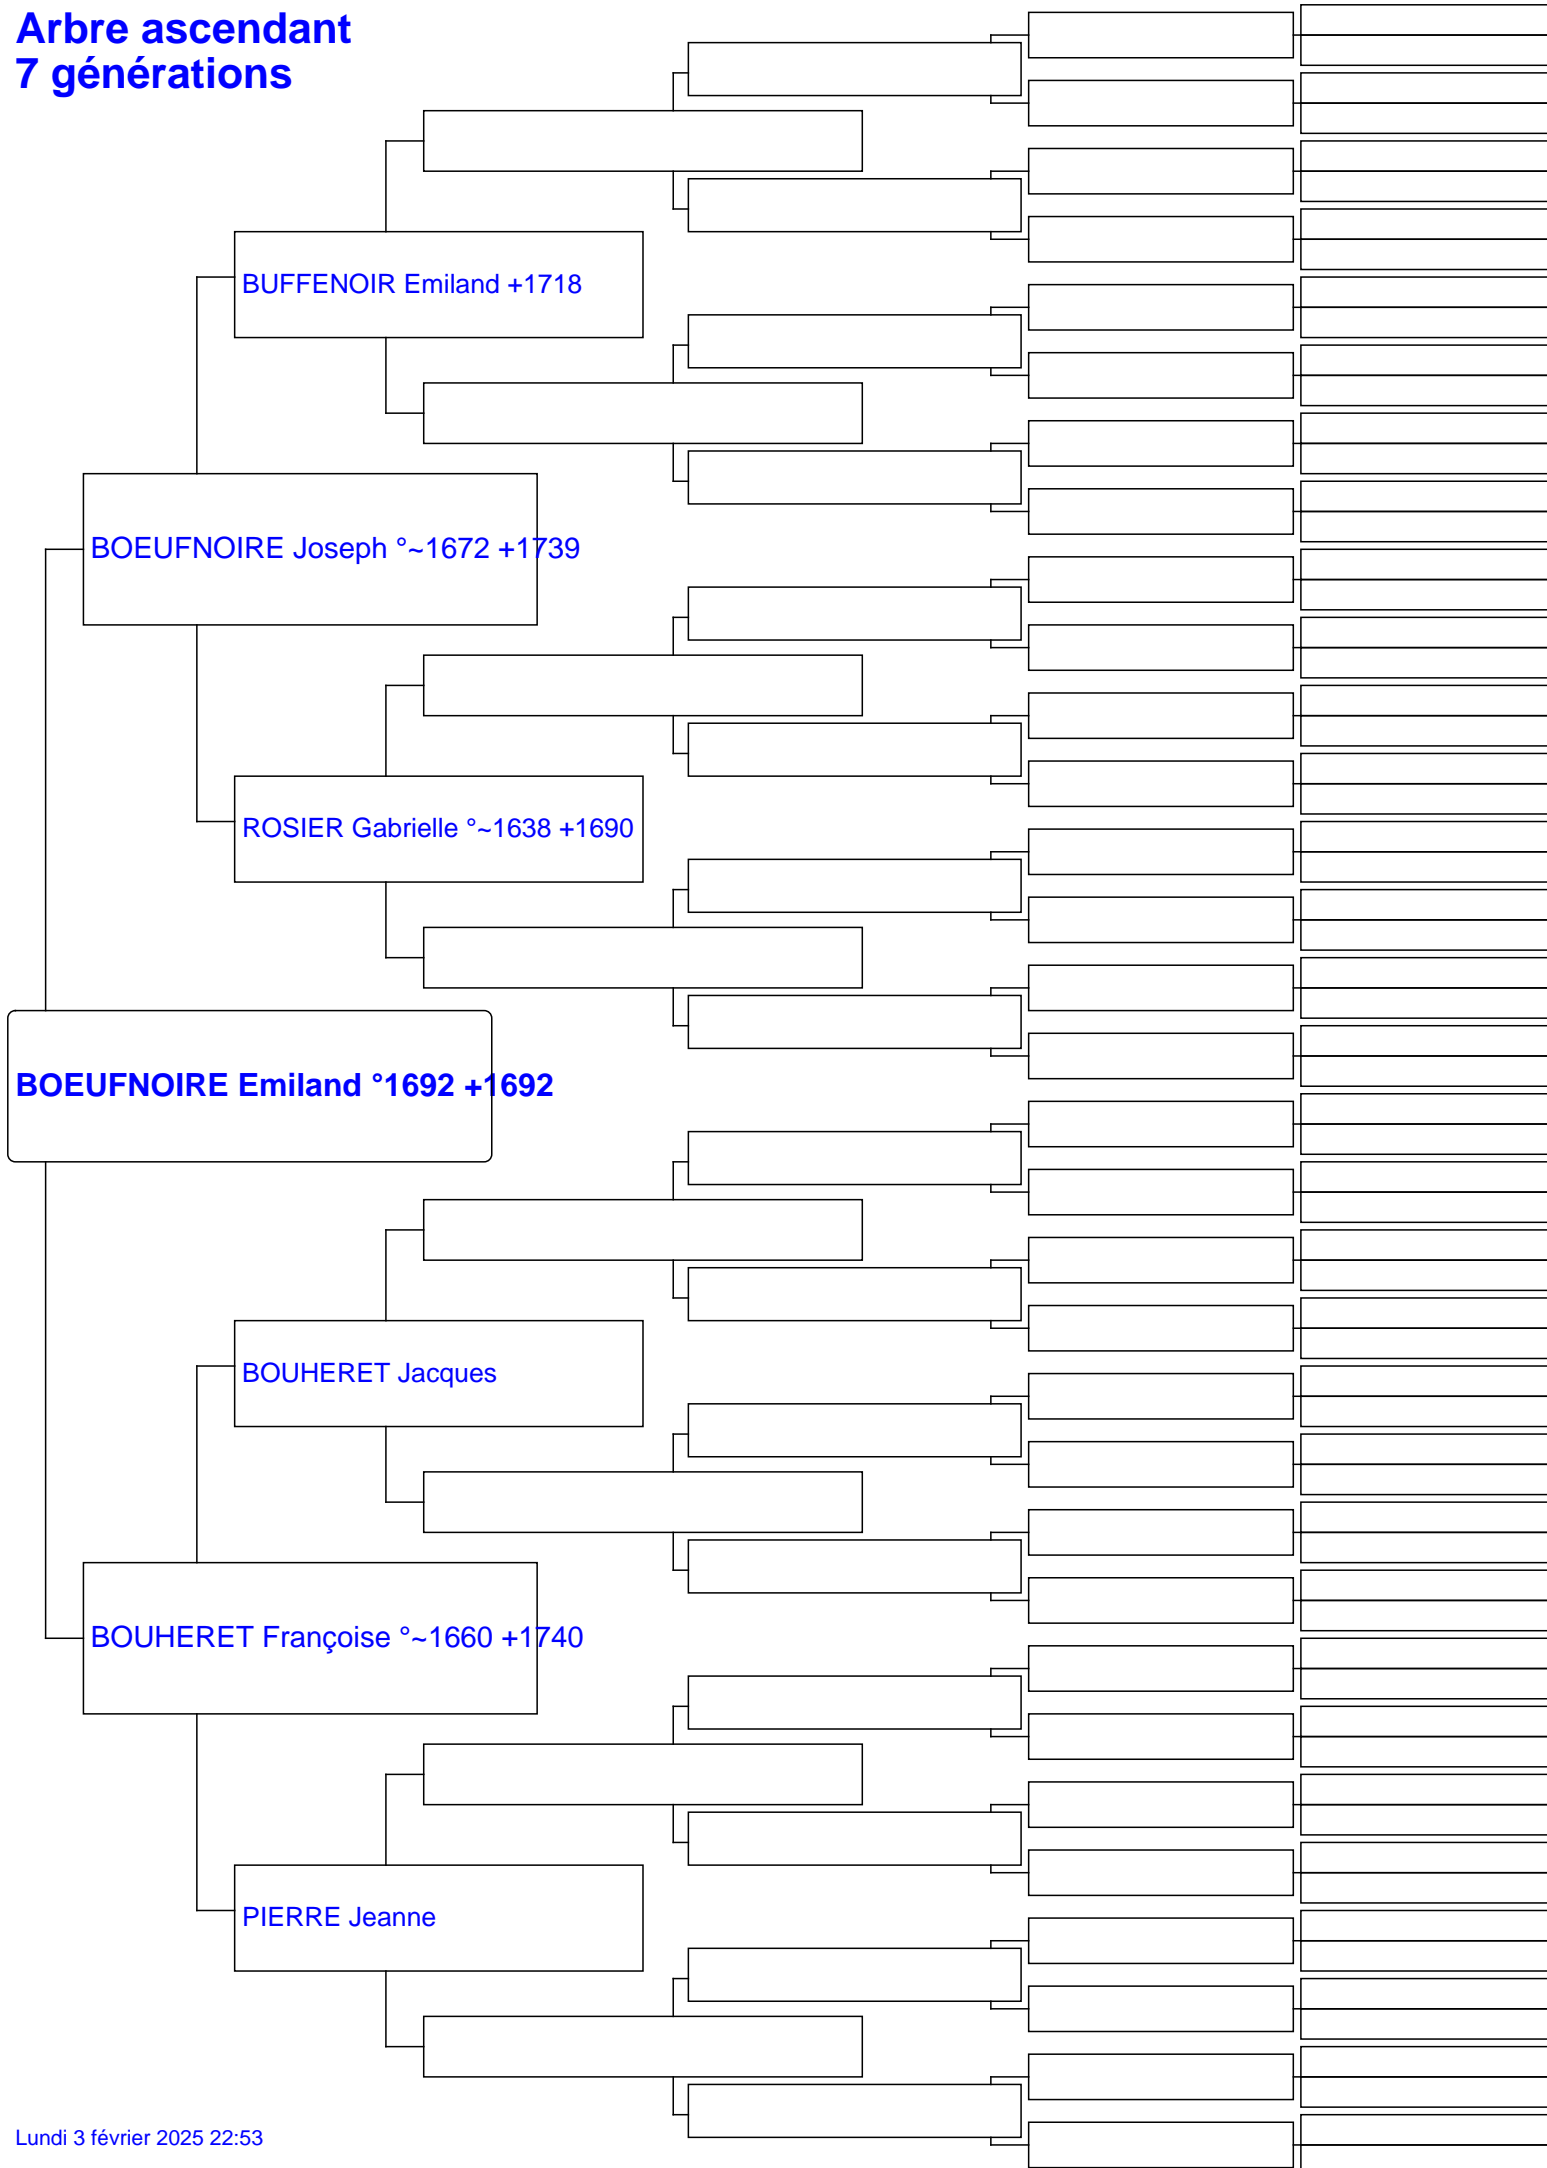 Arbre ascendant
7 générations
BUFFENOIR Emiland +1718
BOEUFNOIRE Joseph °~1672 +1739
ROSIER Gabrielle °~1638 +1690
BOEUFNOIRE Emiland °1692 +1692
BOUHERET Jacques
BOUHERET Françoise °~1660 +1740
PIERRE Jeanne
Lundi 3 février 2025 22:53